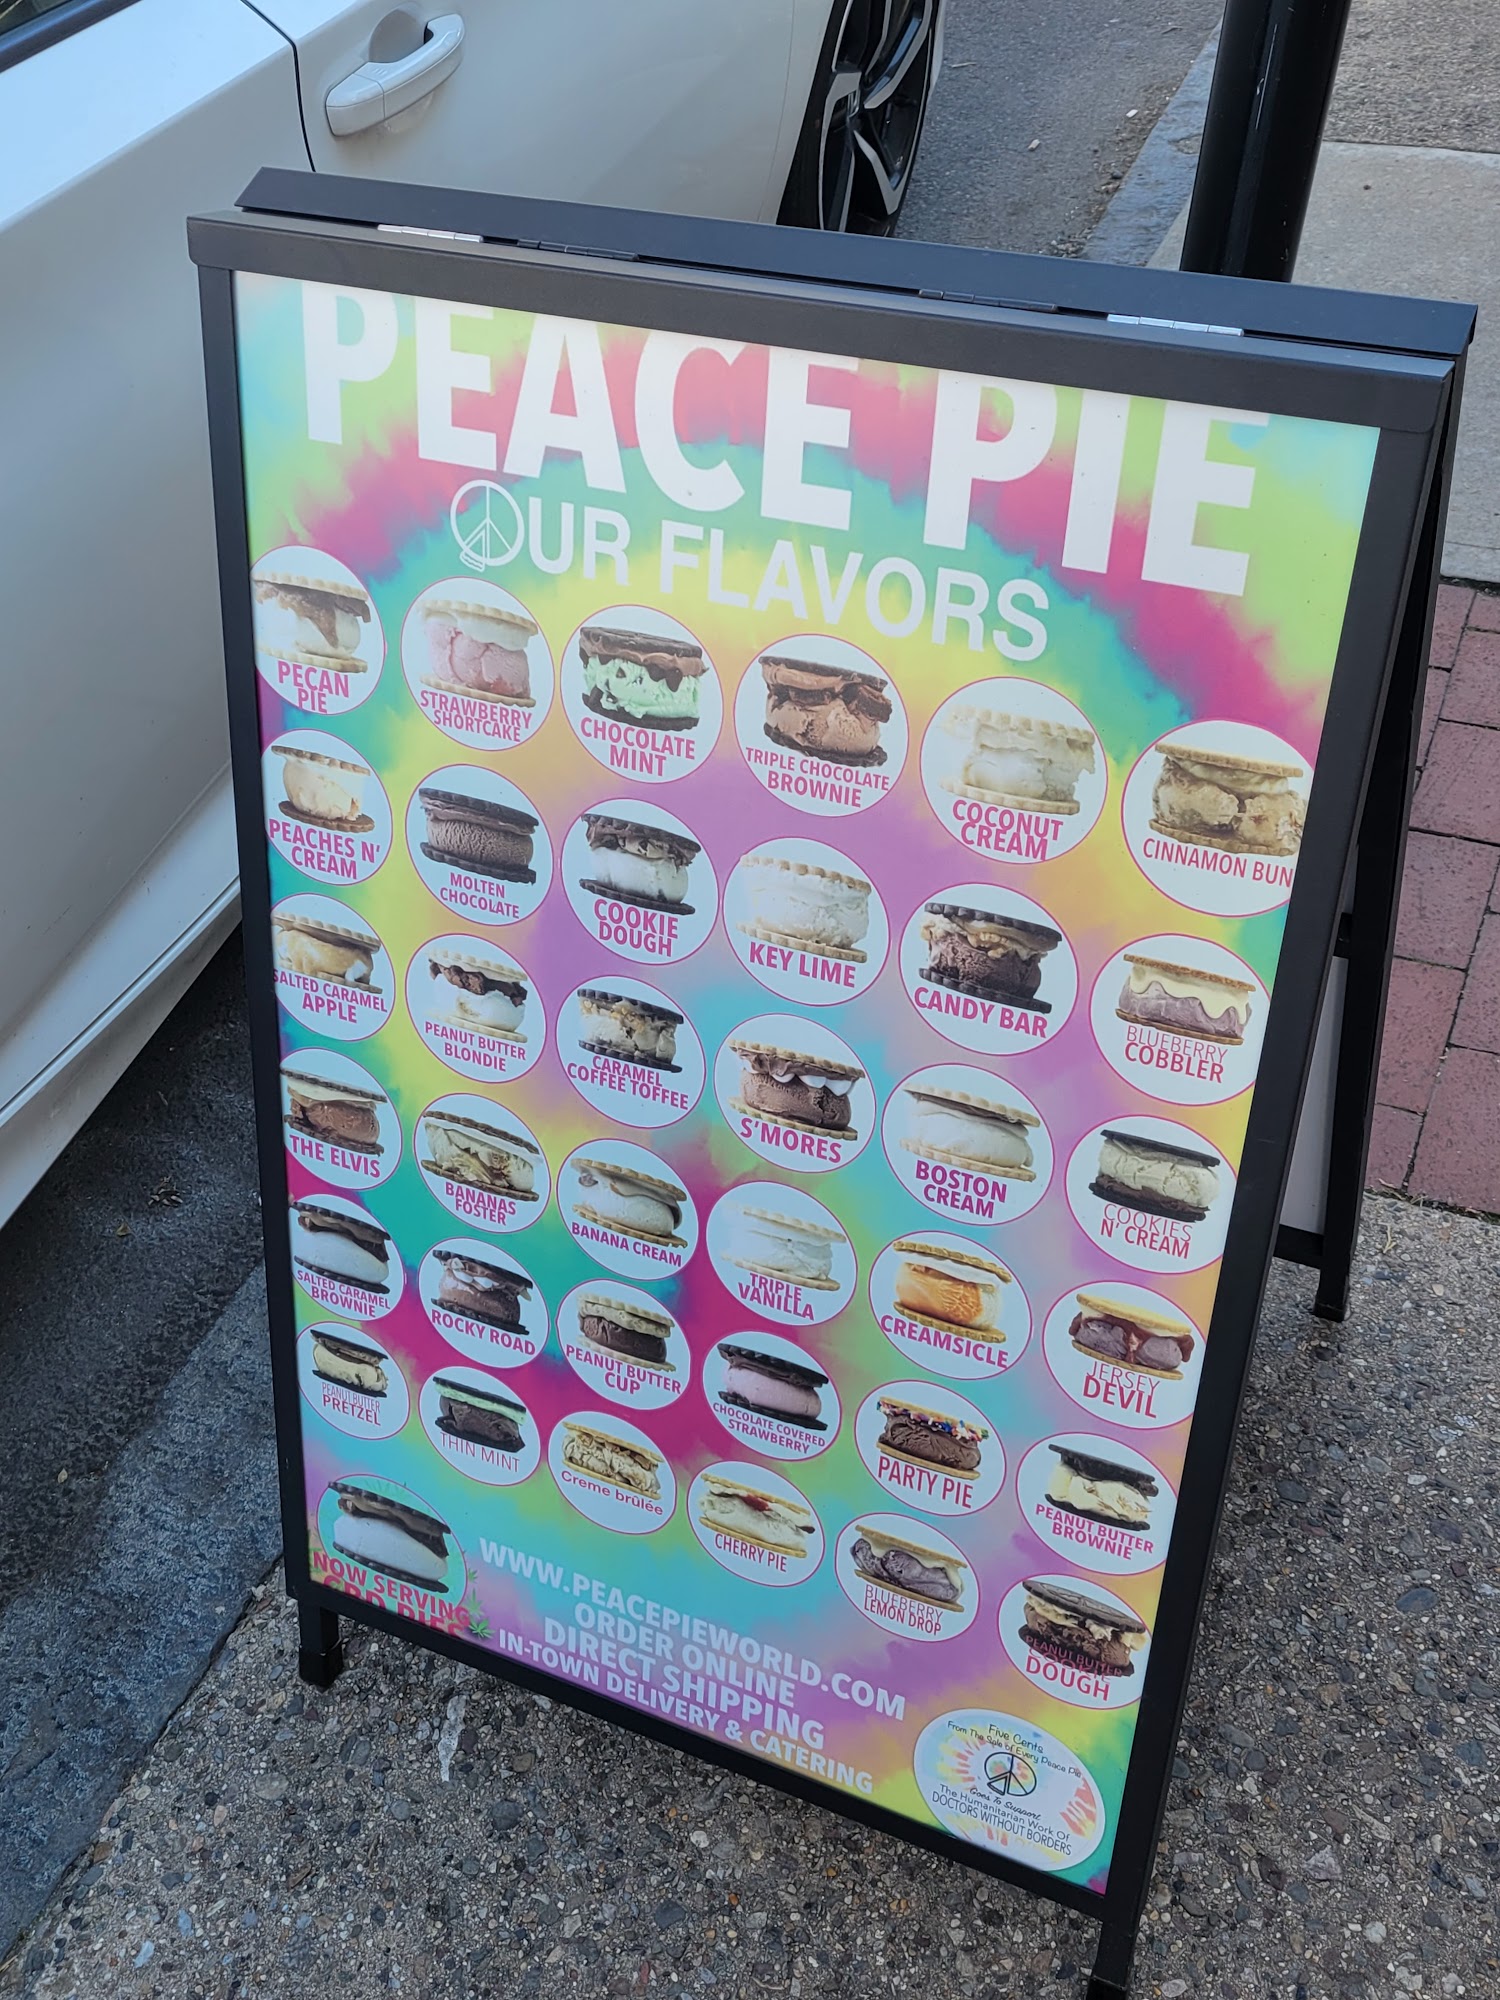 PEACE PIE
OUR FLAVORS
PECAN
PIE
STRAWBERRY
SHORTCAKE
CHOCOLATE
MINT
TRIPLE CHOCOLATE
BROWNIE
COCONUT
CREAM
CINNAMON BUN
PEACHES N'
CREAM
MOLTEN
CHOCOLATE
COOKIE
DOUGH
KEY LIME
CANDY BAR
BLUEBERRY
COBBLER
SALTED CARAMEL
APPLE
PEANUT BUTTER
BLONDIE
CARAMEL
COFFEE TOFFEE
S'MORES
BOSTON
CREAM
COOKIES
N' CREAM
THE ELVIS
BANANAS
FOSTER
BANANA CREAM
TRIPLE
VANILLA
CREAMSICLE
JERSEY
DEVIL
SALTED CARAMEL
BROWNIE
ROCKY ROAD
PEANUT BUTTER
CUP
CHOCOLATE COVERED
STRAWBERRY
PARTY PIE
PEANUT BUTTER
BROWNIE
PEANUT BUTTER
PRETZEL
THIN MINT
Creme brûlée
CHERRY PIE
BLUEBERRY
LEMON DROP
PEANUT BUTTER
COOKIE
DOUGH
NOW SERVING
CBD PIES
WWW.PEACEPIEWORLD.COM
ORDER ONLINE
DIRECT SHIPPING
IN-TOWN DELIVERY & CATERING
Five Cents
From The Sale of Every Peace Pie
Goes To Support
The Humanitarian Work Of
DOCTORS WITHOUT BORDERS